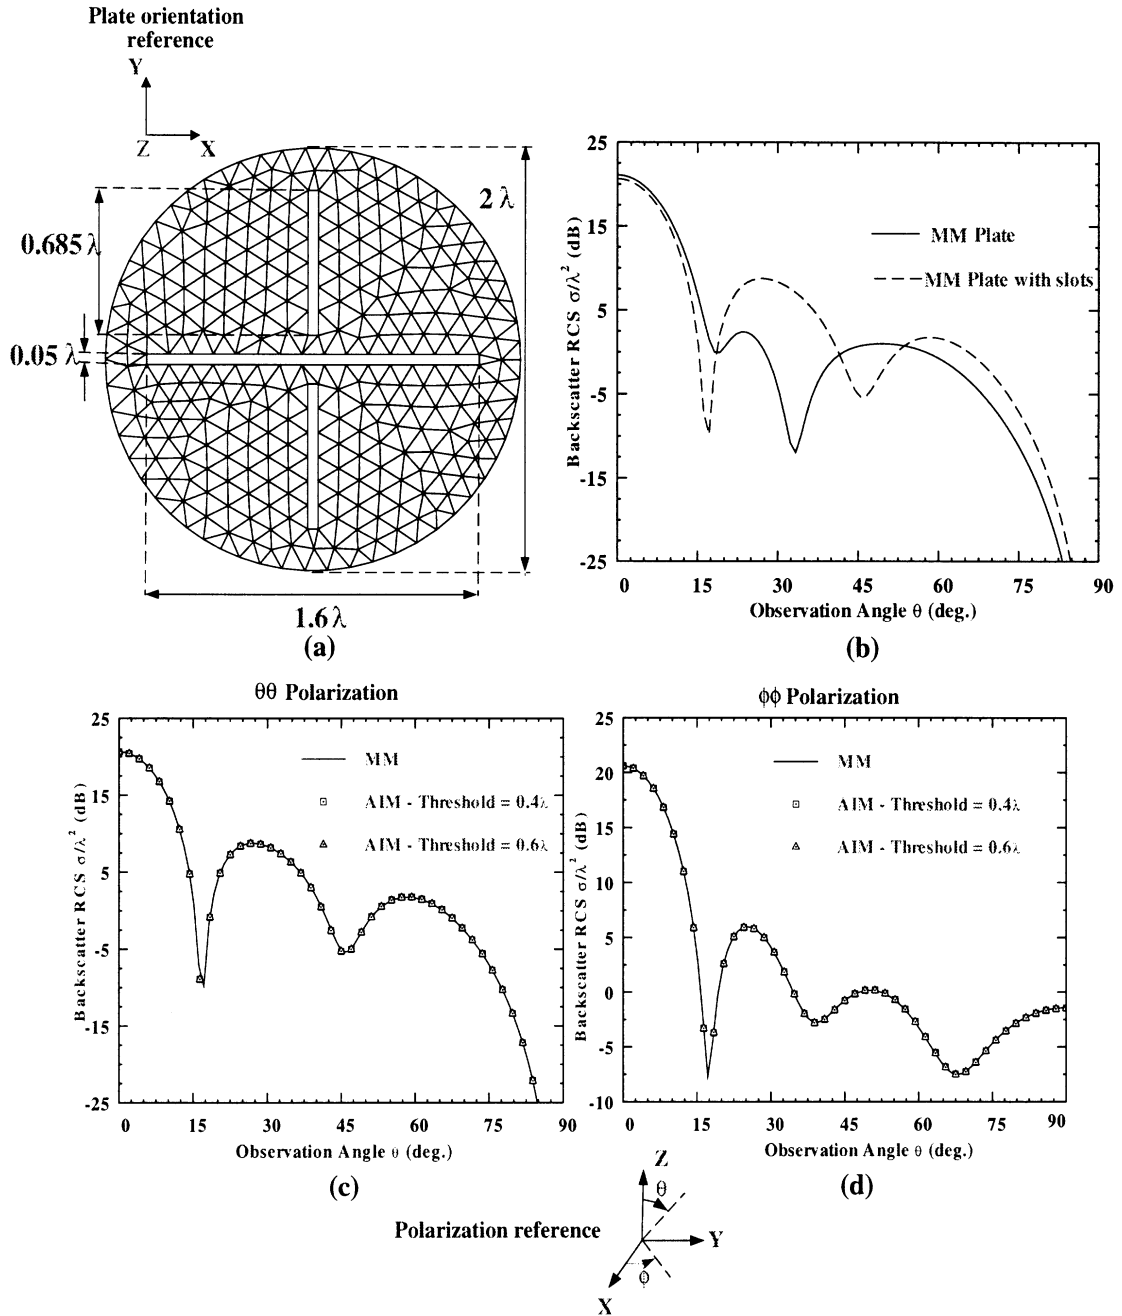 Plate orientation
reference
Y
Z
X
2 λ
0.685 λ
0.05 λ
1.6 λ
(a)
25
15
5
-5
-15
-25
Backscatter RCS σ/λ² (dB)
MM Plate
MM Plate with slots
0
15
30
45
60
75
90
Observation Angle θ (deg.)
(b)
θθ Polarization
25
15
5
-5
-15
-25
Backscatter RCS σ/λ² (dB)
MM
AIM - Threshold = 0.4λ
AIM - Threshold = 0.6λ
0
15
30
45
60
75
90
Observation Angle θ (deg.)
(c)
ϕϕ Polarization
25
20
15
10
5
0
-5
-10
Backscatter RCS σ/λ² (dB)
MM
AIM - Threshold = 0.4λ
AIM - Threshold = 0.6λ
0
15
30
45
60
75
90
Observation Angle θ (deg.)
(d)
Polarization reference
Z
θ
Y
ϕ
X